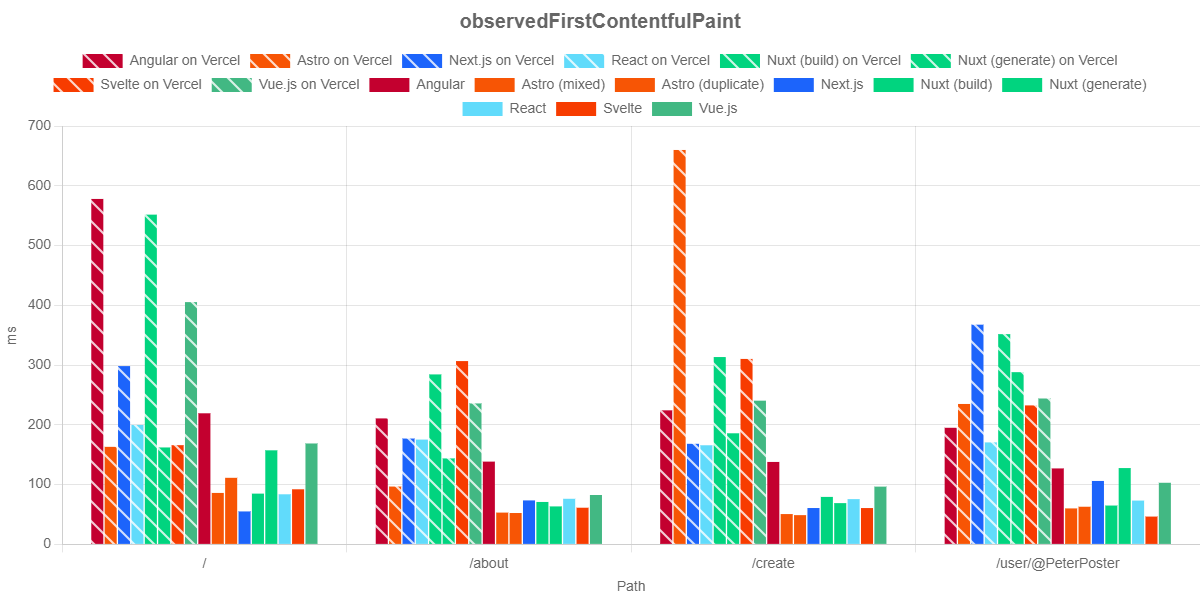 observedFirstContentfulPaint
Angular on Vercel Astro on Vercel Next.js on Vercel React on Vercel Nuxt (build) on Vercel Nuxt (generate) on Vercel
Svelte on Vercel Vue.js on Vercel Angular Astro (mixed) Astro (duplicate) Next.js Nuxt (build) Nuxt (generate)
React Svelte Vue.js
700
600
500
400
300
200
100
0
ms
/ /about /create /user/@PeterPoster
Path